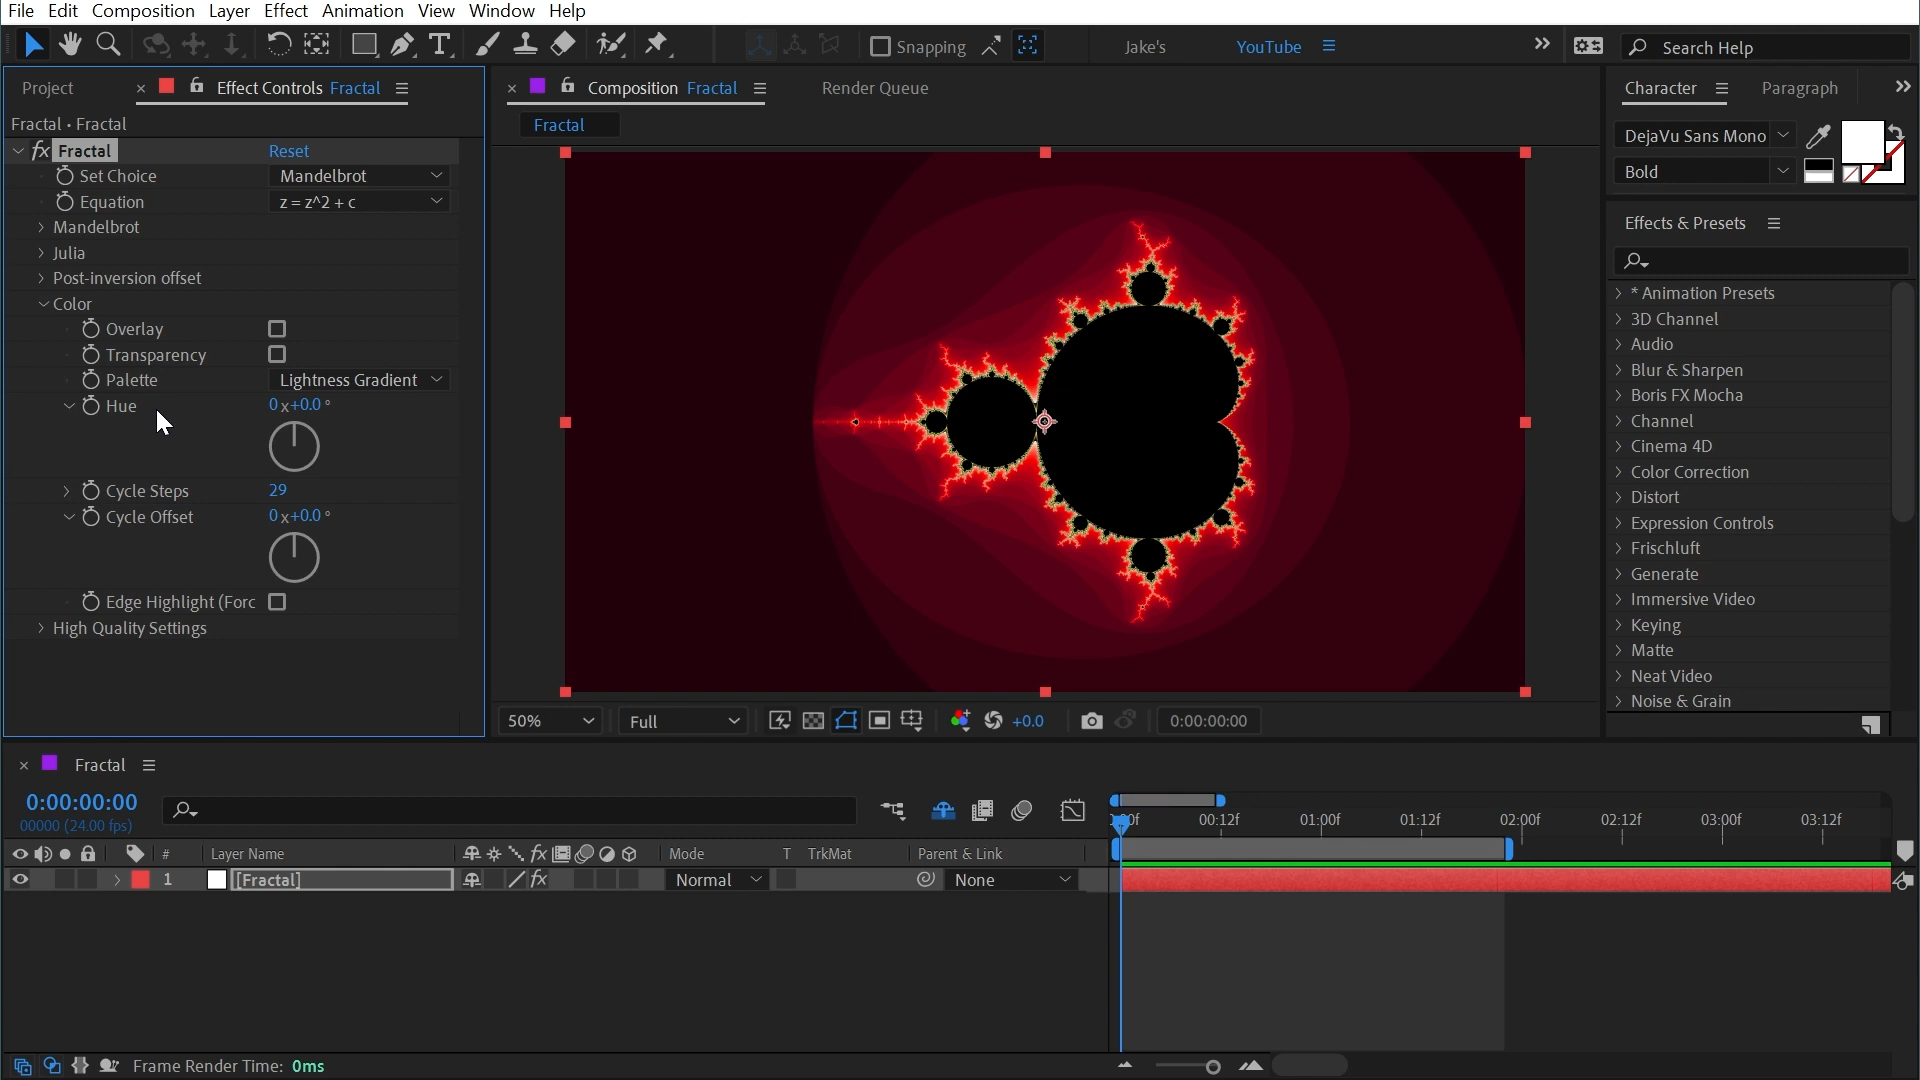 File Edit Composition Layer Effect Animation View Window Help
Snapping
Jake's YouTube
Search Help
Project
Effect Controls Fractal
Fractal • Fractal
fx Fractal Reset
Set Choice Mandelbrot
Equation z = z^2 + c
Mandelbrot
Julia
Post-inversion offset
Color
Overlay
Transparency
Palette Lightness Gradient
Hue 0 x+0.0 °
Cycle Steps 29
Cycle Offset 0 x+0.0 °
Edge Highlight (Forc
High Quality Settings
Composition Fractal
Render Queue
Fractal
50% Full +0.0 0:00:00:00
Character Paragraph
DejaVu Sans Mono
Bold
Effects & Presets
* Animation Presets
3D Channel
Audio
Blur & Sharpen
Boris FX Mocha
Channel
Cinema 4D
Color Correction
Distort
Expression Controls
Frischluft
Generate
Immersive Video
Keying
Matte
Neat Video
Noise & Grain
Fractal
0:00:00:00
00000 (24.00 fps)
00:12f 01:00f 01:12f 02:00f 02:12f 03:00f 03:12f
# Layer Name fx Mode T TrkMat Parent & Link
1 [Fractal] fx Normal None
Frame Render Time: 0ms